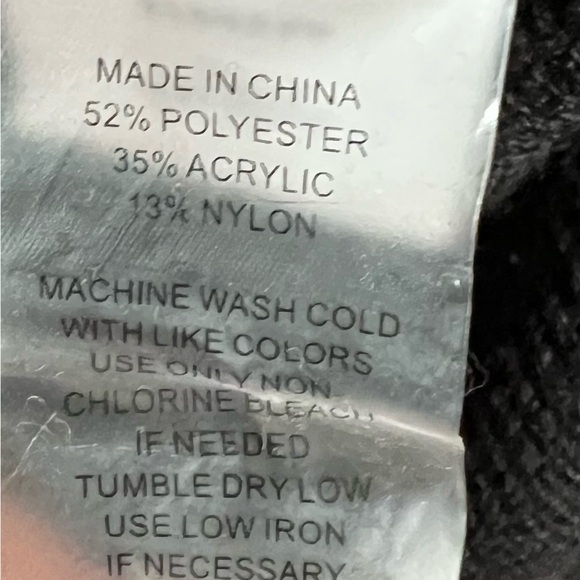 MADE IN CHINA
52% POLYESTER
35% ACRYLIC
13% NYLON
MACHINE WASH COLD
WITH LIKE COLORS
USE ONLY NON-
CHLORINE BLEACH
IF NEEDED
TUMBLE DRY LOW
USE LOW IRON
IF NECESSARY